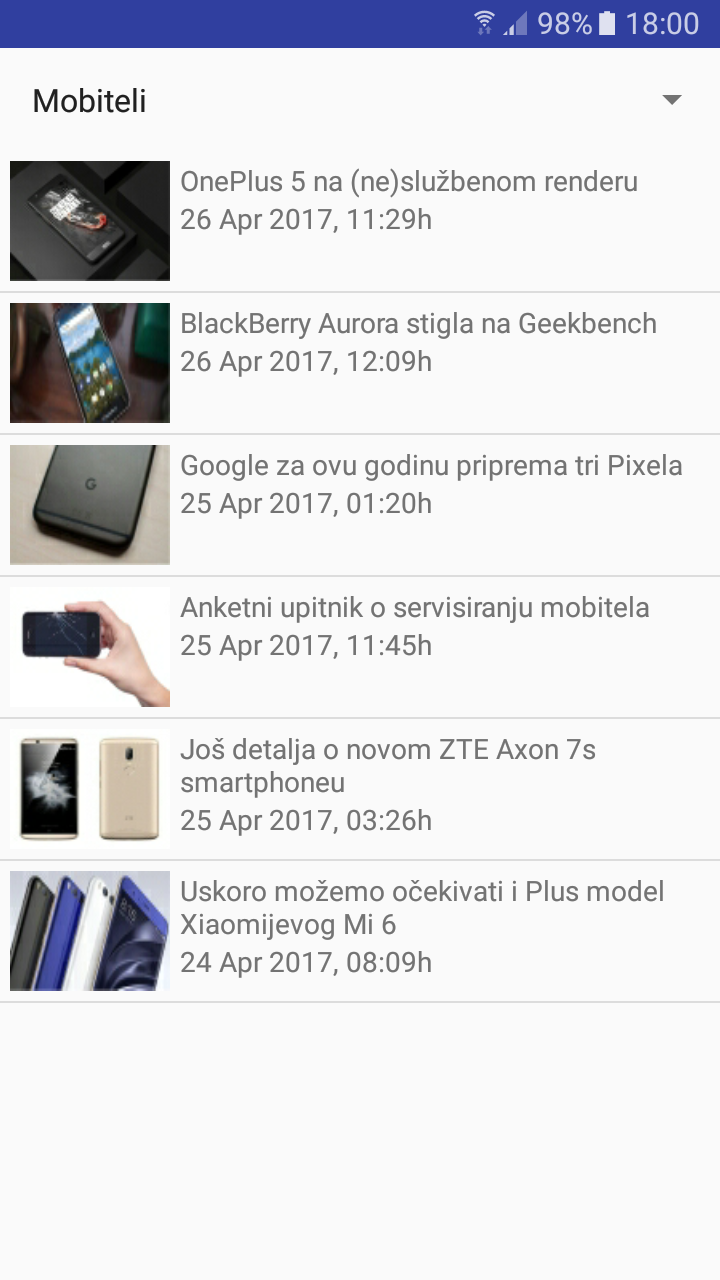 98% 18:00
Mobiteli
OnePlus 5 na (ne)službenom renderu
26 Apr 2017, 11:29h
BlackBerry Aurora stigla na Geekbench
26 Apr 2017, 12:09h
Google za ovu godinu priprema tri Pixela
25 Apr 2017, 01:20h
Anketni upitnik o servisiranju mobitela
25 Apr 2017, 11:45h
Još detalja o novom ZTE Axon 7s
smartphoneu
25 Apr 2017, 03:26h
Uskoro možemo očekivati i Plus model
Xiaomijevog Mi 6
24 Apr 2017, 08:09h